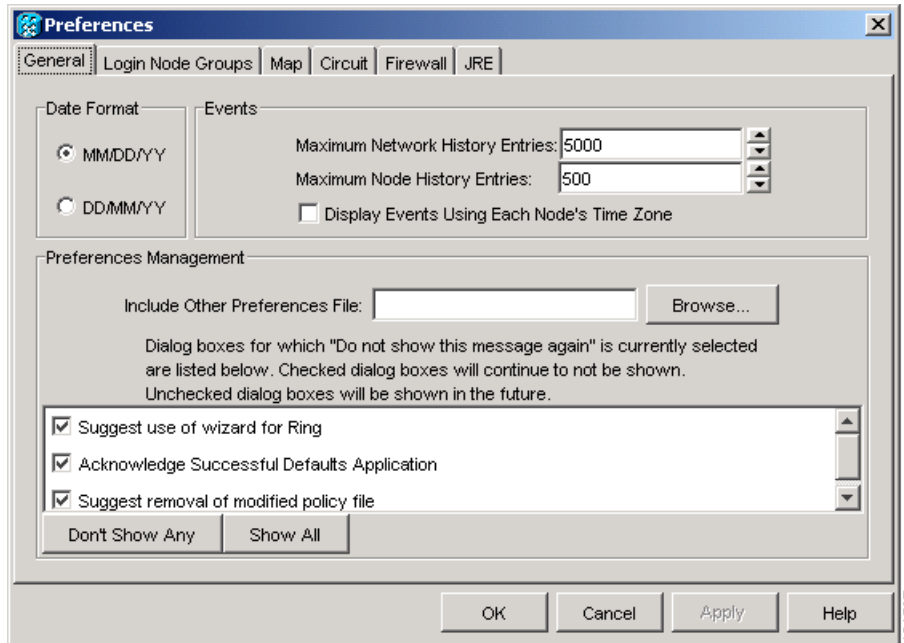 Preferences
General
Login Node Groups
Map
Circuit
Firewall
JRE
Date Format
MM/DD/YY
DD/MM/YY
Events
Maximum Network History Entries: 5000
Maximum Node History Entries: 500
Display Events Using Each Node's Time Zone
Preferences Management
Include Other Preferences File:
Browse...
Dialog boxes for which "Do not show this message again" is currently selected
are listed below. Checked dialog boxes will continue to not be shown.
Unchecked dialog boxes will be shown in the future.
Suggest use of wizard for Ring
Acknowledge Successful Defaults Application
Suggest removal of modified policy file
Don't Show Any
Show All
OK
Cancel
Apply
Help